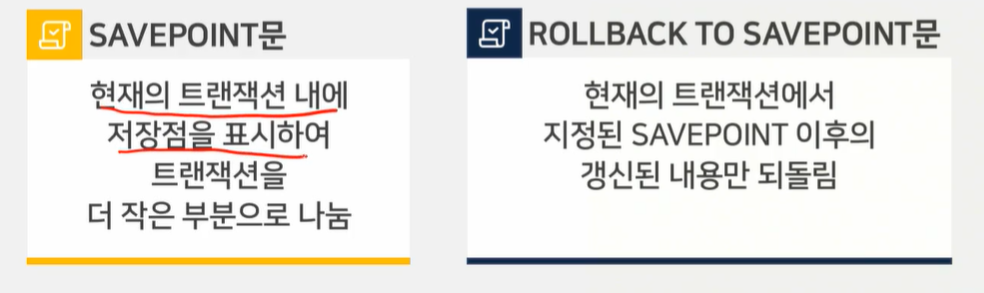 SAVEPOINT문
현재의 트랜잭션 내에
저장점을 표시하여
트랜잭션을
더 작은 부분으로 나눔
ROLLBACK TO SAVEPOINT문
현재의 트랜잭션에서
지정된 SAVEPOINT 이후의
갱신된 내용만 되돌림